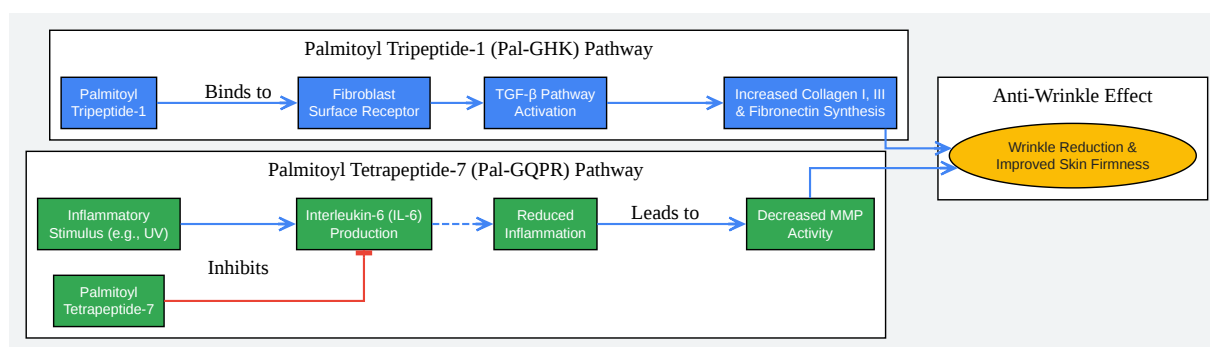 Palmitoyl Tripeptide-1 (Pal-GHK) Pathway
Palmitoyl
Tripeptide-1
Binds to
Fibroblast
Surface Receptor
TGF-β Pathway
Activation
Increased Collagen I, III
& Fibronectin Synthesis
Anti-Wrinkle Effect
Wrinkle Reduction &
Improved Skin Firmness
Palmitoyl Tetrapeptide-7 (Pal-GQPR) Pathway
Inflammatory
Stimulus (e.g., UV)
Interleukin-6 (IL-6)
Production
Reduced
Inflammation
Leads to
Decreased MMP
Activity
Inhibits
Palmitoyl
Tetrapeptide-7